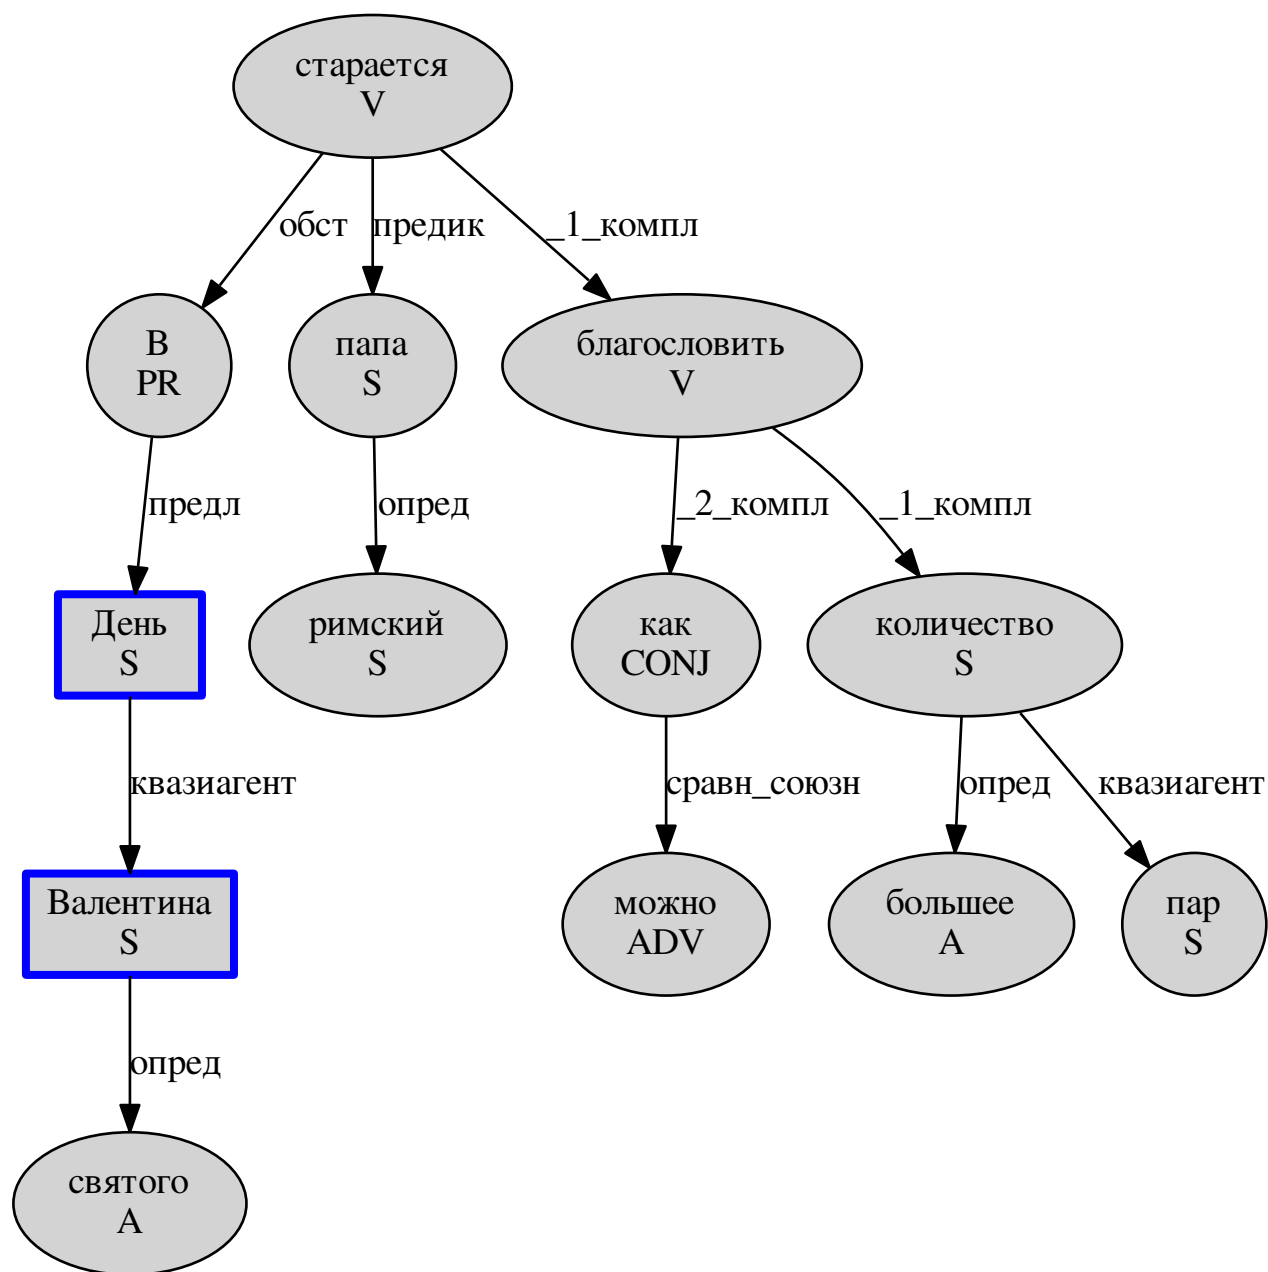 старается
V
обст
предик
_1_компл
В
PR
папа
S
благословить
V
предл
опред
_2_компл
_1_компл
День
S
римский
S
как
CONJ
количество
S
квазиагент
сравн_союзн
опред
квазиагент
Валентина
S
можно
ADV
большее
A
пар
S
опред
святого
A